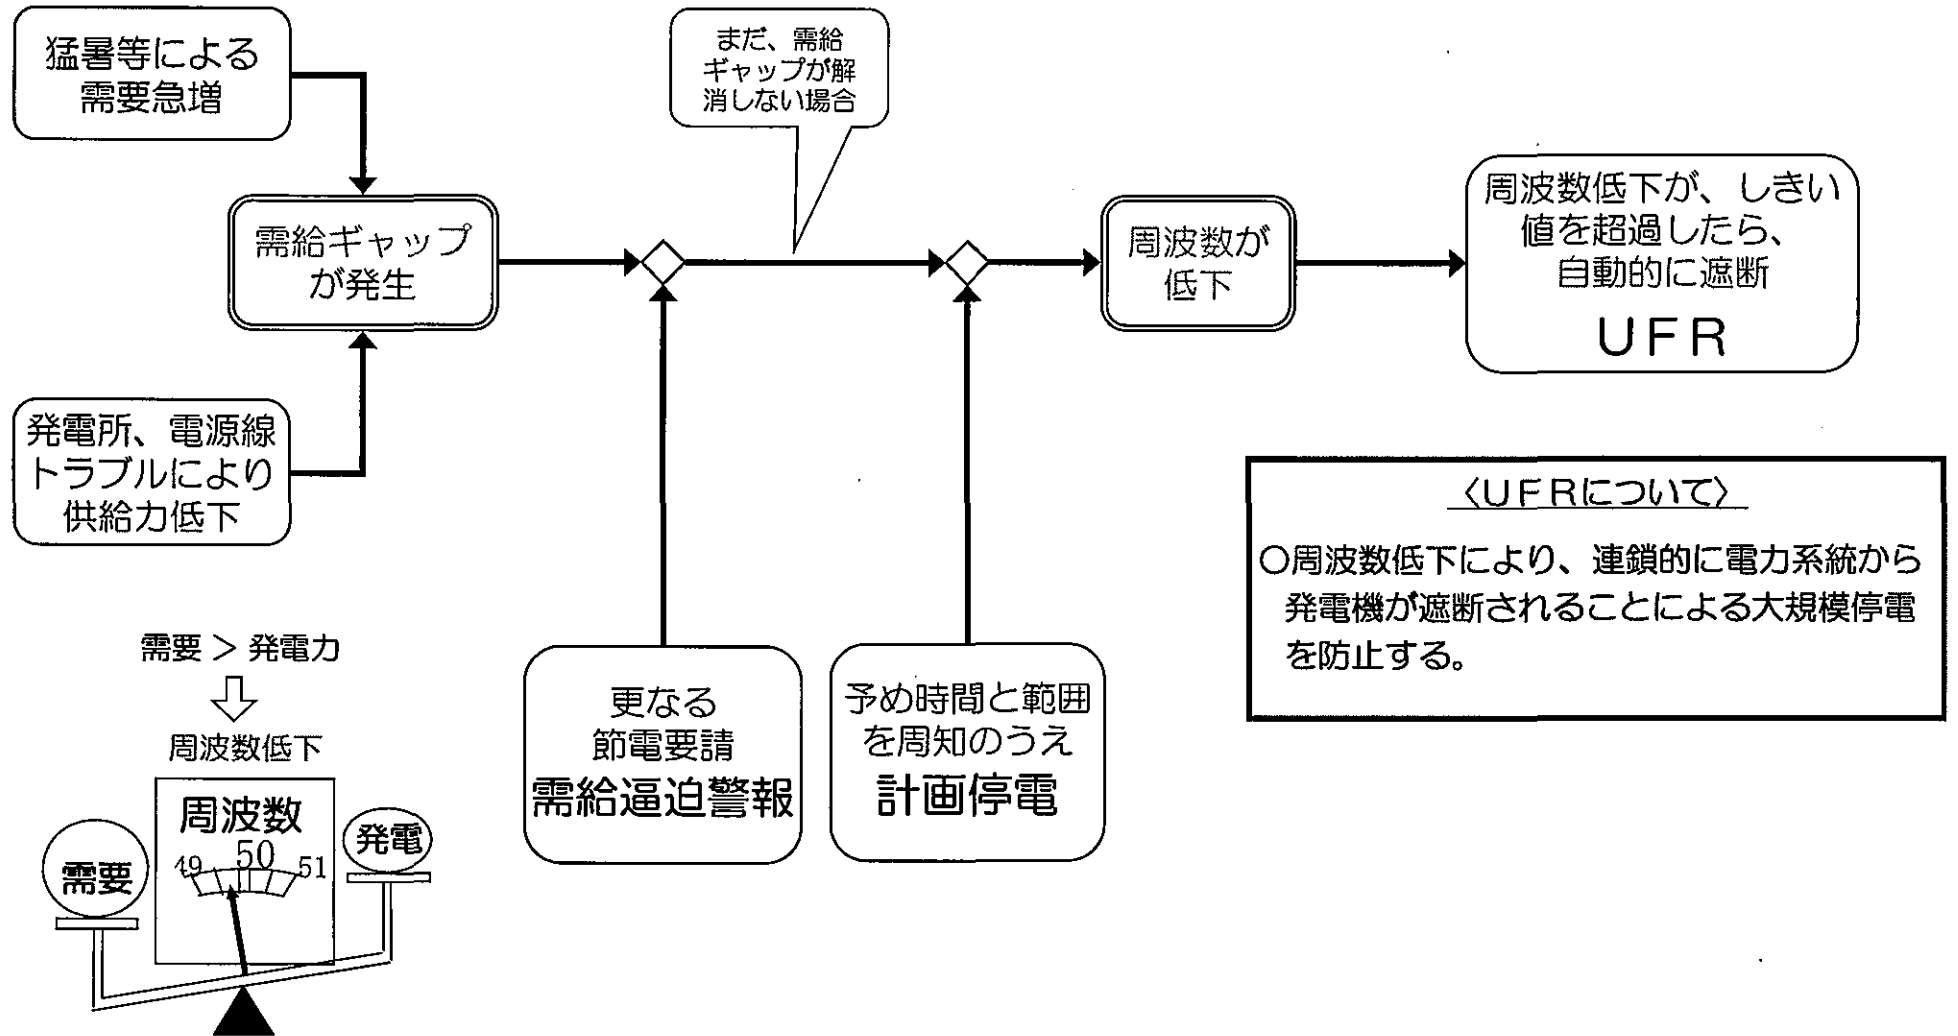 猛暑等による
需要急増
まだ、需給
ギャップが解
消しない場合
需給ギャップ
が発生
周波数が
低下
周波数低下が、しきい
値を超過したら、
自動的に遮断
UFR
発電所、電源線
トラブルにより
供給力低下
〈UFRについて〉
○周波数低下により、連鎖的に電力系統から
発電機が遮断されることによる大規模停電
を防止する。
需要 > 発電力
周波数低下
更なる
節電要請
需給逼迫警報
予め時間と範囲
を周知のうえ
計画停電
周波数
49 50 51
需要
発電